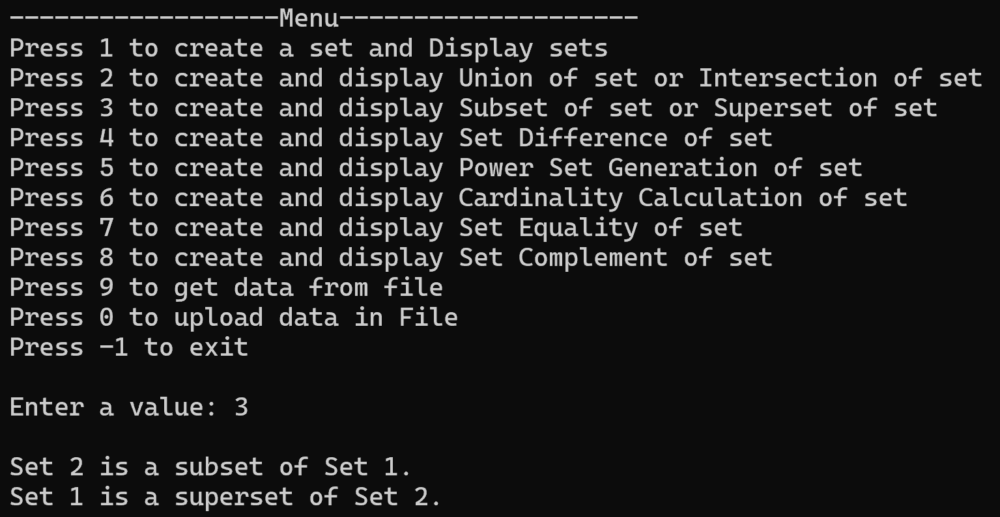 ------------------Menu--------------------
Press 1 to create a set and Display sets
Press 2 to create and display Union of set or Intersection of set
Press 3 to create and display Subset of set or Superset of set
Press 4 to create and display Set Difference of set
Press 5 to create and display Power Set Generation of set
Press 6 to create and display Cardinality Calculation of set
Press 7 to create and display Set Equality of set
Press 8 to create and display Set Complement of set
Press 9 to get data from file
Press 0 to upload data in File
Press -1 to exit
Enter a value: 3
Set 2 is a subset of Set 1.
Set 1 is a superset of Set 2.